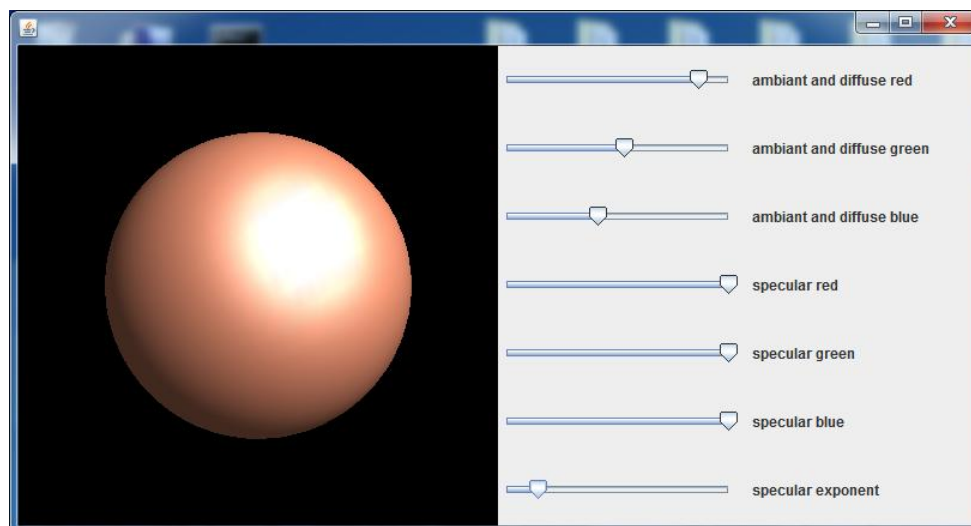 ambiant and diffuse red
ambiant and diffuse green
ambiant and diffuse blue
specular red
specular green
specular blue
specular exponent